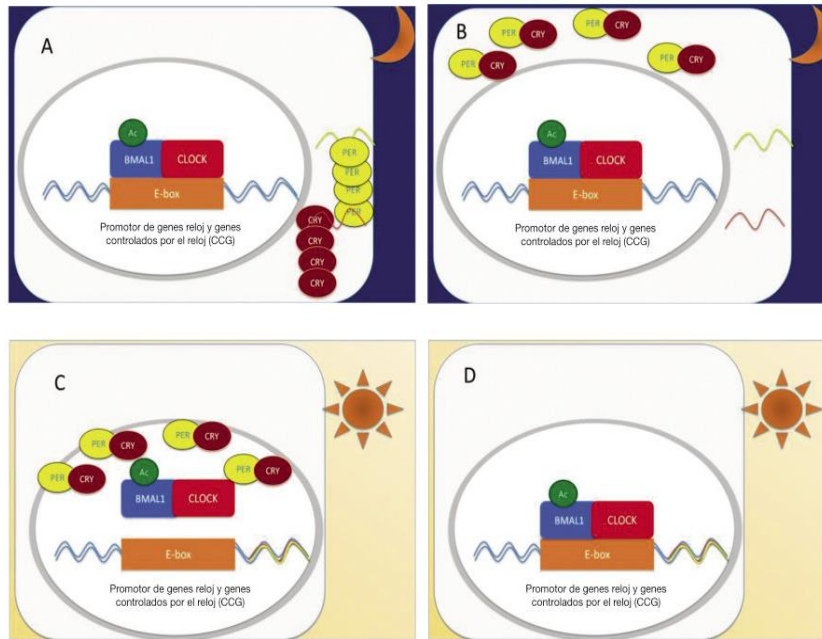 A
Ac
BMAL1 CLOCK
E-box
Promotor de genes reloj y genes
controlados por el reloj (CCG)
PER
PER
PER
PER
CRY
CRY
CRY
CRY
B
PER CRY
PER CRY
PER CRY
PER CRY
Ac
BMAL1 CLOCK
E-box
Promotor de genes reloj y genes
controlados por el reloj (CCG)
C
PER CRY
PER CRY
PER CRY
PER CRY
Ac
BMAL1 CLOCK
E-box
Promotor de genes reloj y genes
controlados por el reloj (CCG)
D
Ac
BMAL1 CLOCK
E-box
Promotor de genes reloj y genes
controlados por el reloj (CCG)